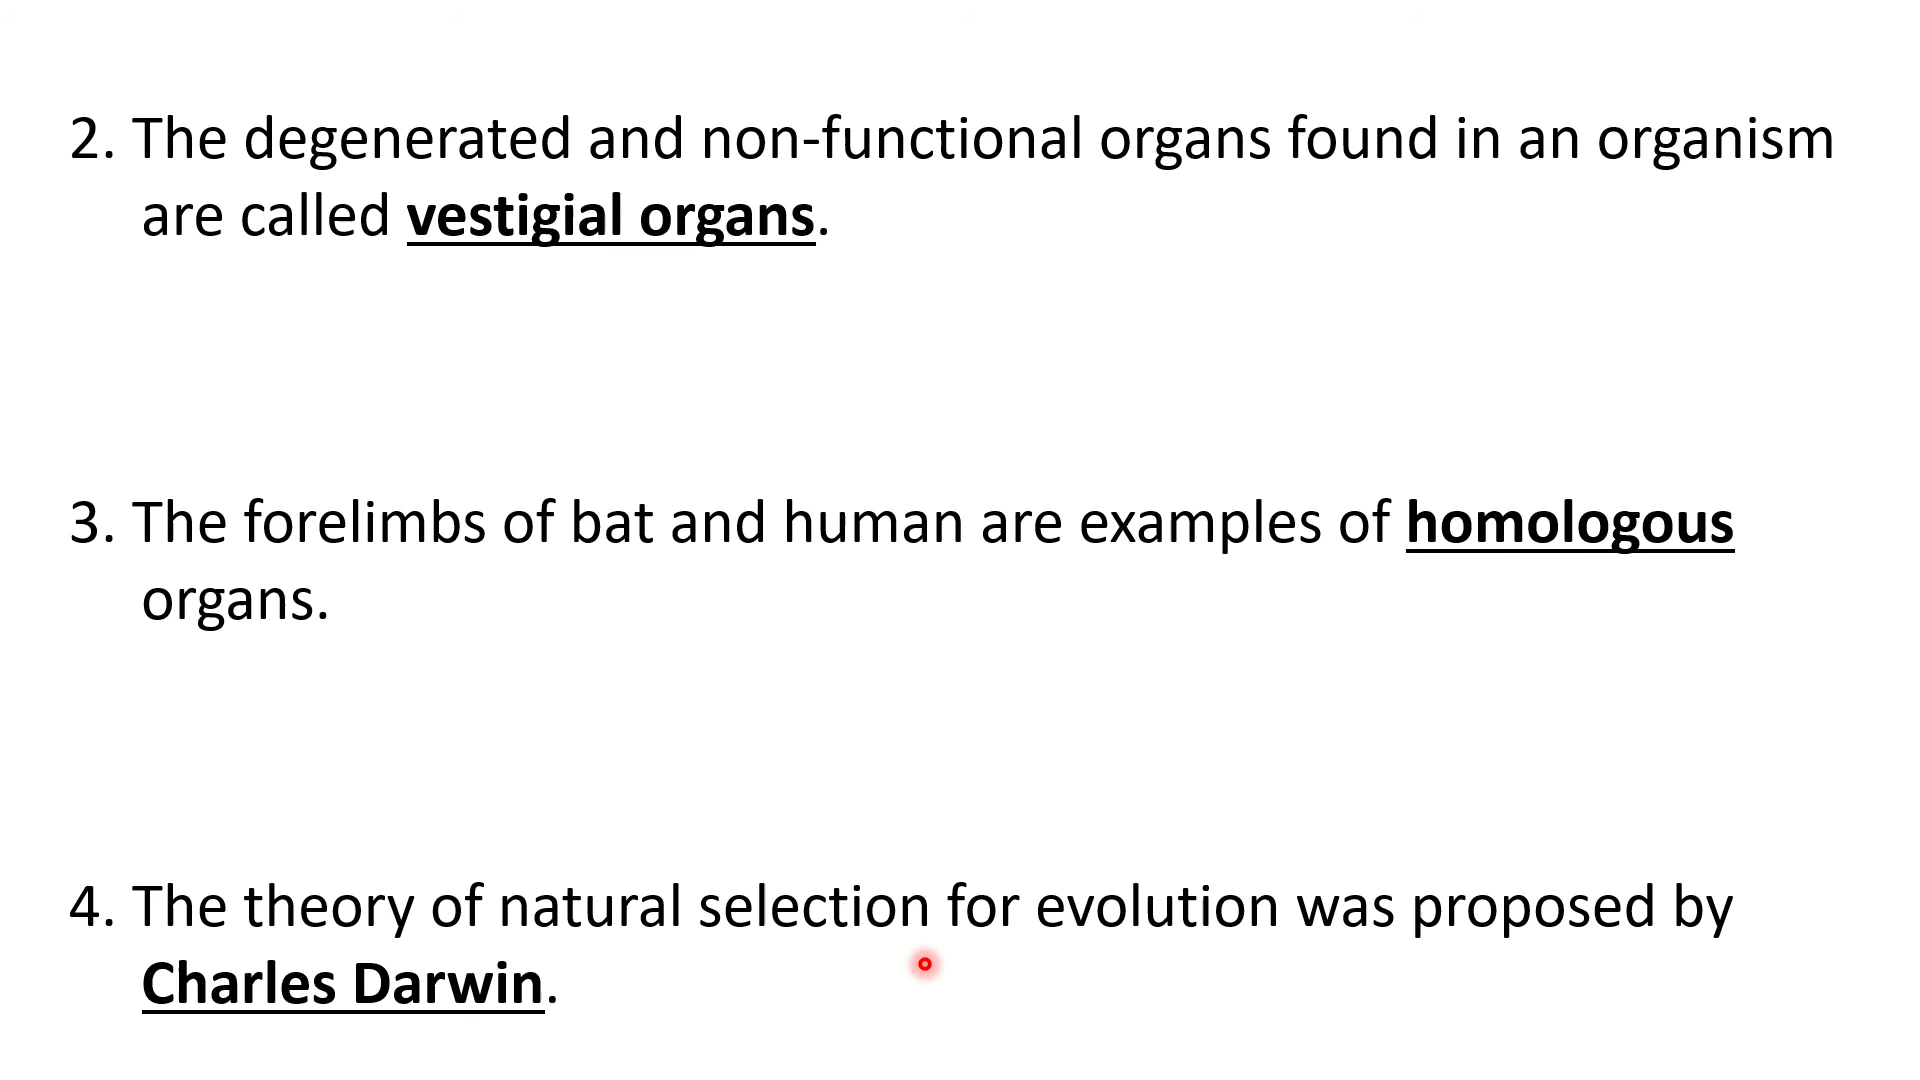 2. The degenerated and non-functional organs found in an organism
are called vestigial organs.
3. The forelimbs of bat and human are examples of homologous
organs.
4. The theory of natural selection for evolution was proposed by
Charles Darwin.